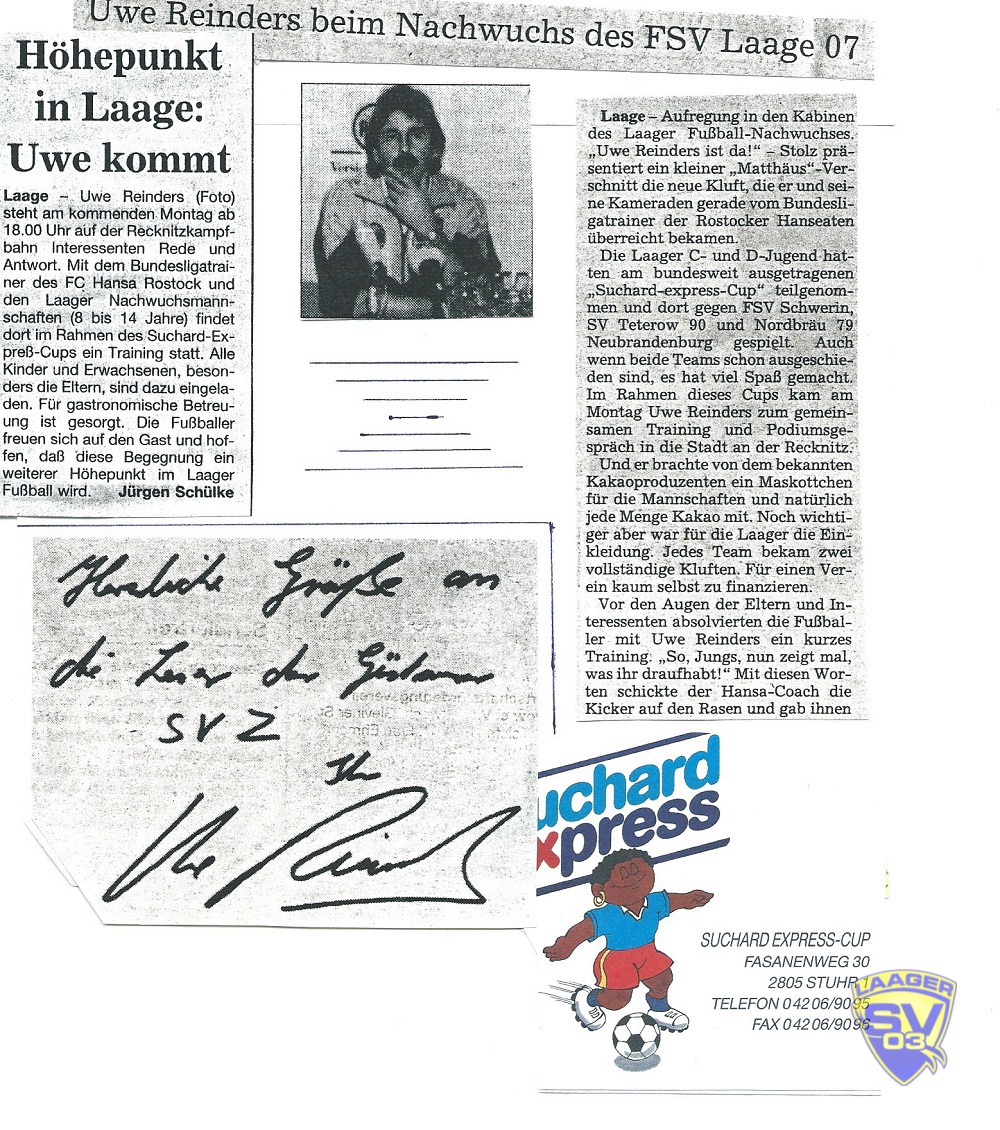 Uwe Reinders beim Nachwuchs des FSV Laage 07
Höhepunkt
in Laage:
Uwe kommt
Laage – Uwe Reinders (Foto)
steht am kommenden Montag ab
18.00 Uhr auf der Recknitzkampf-
bahn Interessenten Rede und
Antwort. Mit dem Bundesligatrai-
ner des FC Hansa Rostock und
den Laager Nachwuchsmann-
schaften (8 bis 14 Jahre) findet
dort im Rahmen des Suchard-Ex-
preß-Cups ein Training statt. Alle
Kinder und Erwachsenen, beson-
ders die Eltern, sind dazu eingela-
den. Für gastronomische Betreu-
ung ist gesorgt. Die Fußballer
freuen sich auf den Gast und hof-
fen, daß diese Begegnung ein
weiterer Höhepunkt im Laager
Fußball wird. Jürgen Schülke
Laage – Aufregung in den Kabinen
des Laager Fußball-Nachwuchses.
„Uwe Reinders ist da!“ – Stolz prä-
sentiert ein kleiner „Matthäus“-Ver-
schnitt die neue Kluft, die er und sei-
ne Kameraden gerade vom Bundesli-
gatrainer der Rostocker Hanseaten
überreicht bekamen.
Die Laager C- und D-Jugend hat-
ten am bundesweit ausgetragenen
„Suchard-express-Cup“ teilgenom-
men und dort gegen FSV Schwerin,
SV Teterow 90 und Nordbräu 79
Neubrandenburg gespielt. Auch
wenn beide Teams schon ausgeschie-
den sind, es hat viel Spaß gemacht.
Im Rahmen dieses Cups kam am
Montag Uwe Reinders zum gemein-
samen Training und Podiumsge-
spräch in die Stadt an der Recknitz.
Und er brachte von dem bekannten
Kakaoproduzenten ein Maskottchen
für die Mannschaften und natürlich
jede Menge Kakao mit. Noch wichti-
ger aber war für die Laager die Ein-
kleidung. Jedes Team bekam zwei
vollständige Kluften. Für einen Ver-
ein kaum selbst zu finanzieren.
Vor den Augen der Eltern und In-
teressenten absolvierten die Fußbal-
ler mit Uwe Reinders ein kurzes
Training. „So, Jungs, nun zeigt mal,
was ihr draufhabt!“ Mit diesen Wor-
ten schickte der Hansa-Coach die
Kicker auf den Rasen und gab ihnen
Herzliche Grüße an
die Leser der Güstrower
SVZ
Ihr
Uwe Reinders
uchard
xpress
SUCHARD EXPRESS-CUP
FASANENWEG 30
2805 STUHR 1
TELEFON 0 42 06/90 95
FAX 0 42 06/90 96
LAAGER
SV
03